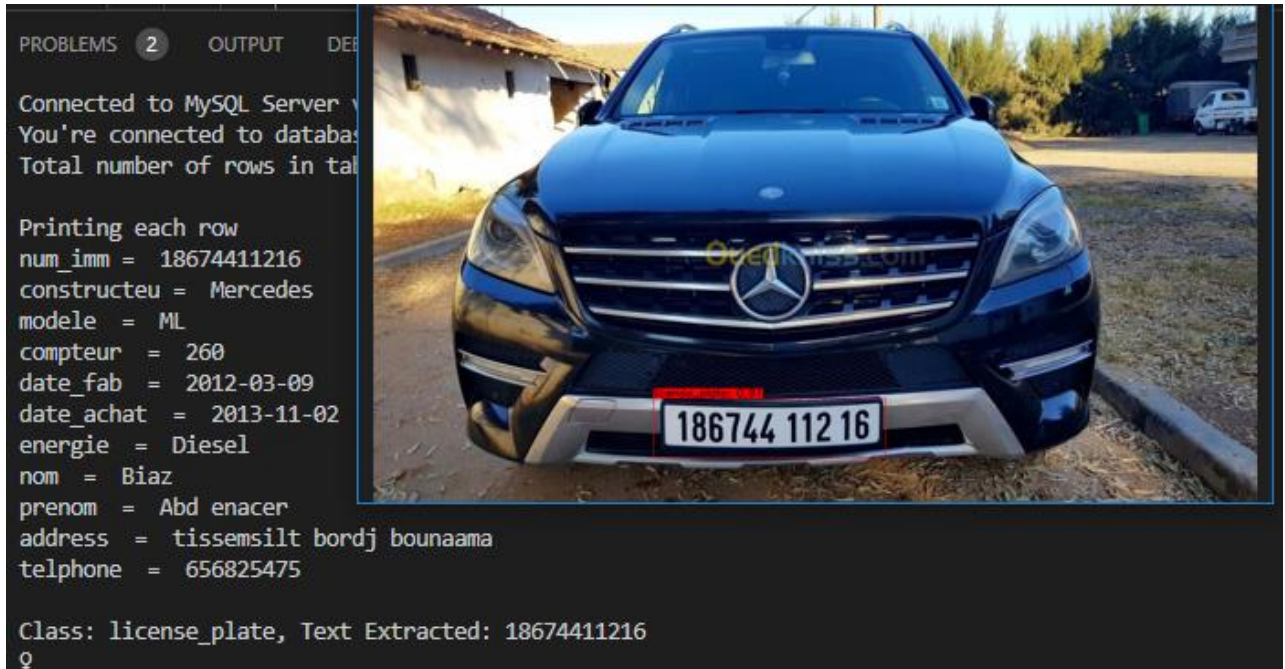 PROBLEMS 2 OUTPUT
Connected to MySQL Server
You're connected to
Total number of rows in
Printing each row
num_imm = 18674411216
constructeu = Mercedes
modele = ML
compteur = 260
date_fab = 2012-03-09
date_achat = 2013-11-02
energie = Diesel
nom = Biaz
prenom = Abd enacer
address = tissemsilt bordj bounaama
telphone = 656825475
Class: license_plate, Text Extracted: 18674411216
Ouedkniss.com
186744 112 16